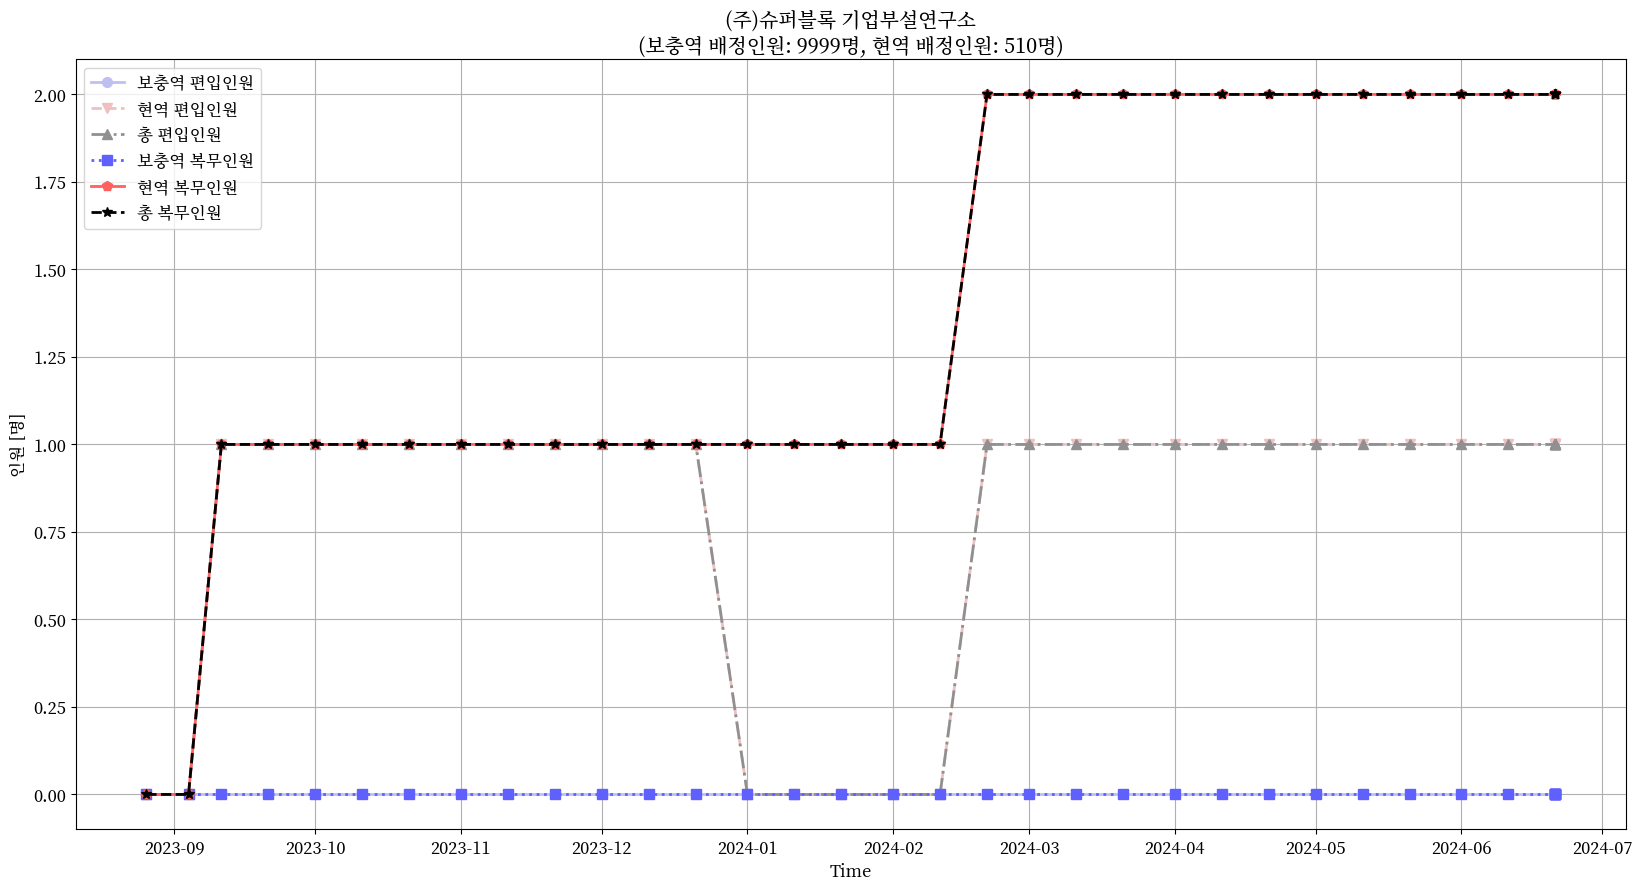 (주)슈퍼블록 기업부설연구소
(보충역 배정인원: 9999명, 현역 배정인원: 510명)
보충역 편입인원
현역 편입인원
총 편입인원
보충역 복무인원
현역 복무인원
총 복무인원
2.00
1.75
1.50
1.25
1.00
0.75
0.50
0.25
0.00
인원 [명]
2023-09 2023-10 2023-11 2023-12 2024-01 2024-02 2024-03 2024-04 2024-05 2024-06 2024-07
Time